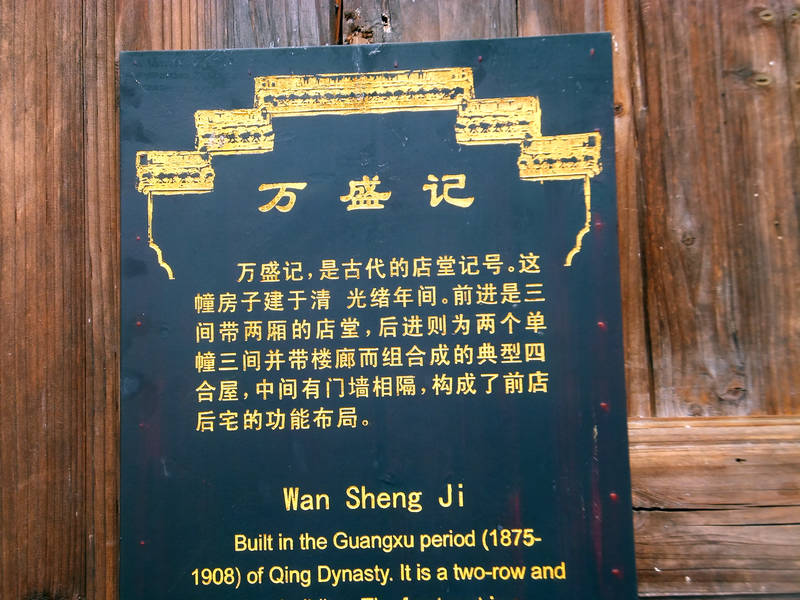 万盛记
万盛记，是古代的店堂记号。这
幢房子建于清 光绪年间。前进是三
间带两厢的店堂，后进则为两个单
幢三间并带楼廊而组合成的典型四
合屋，中间有门墙相隔，构成了前店
后宅的功能布局。
Wan Sheng Ji
Built in the Guangxu period (1875-
1908) of Qing Dynasty. It is a two-row and